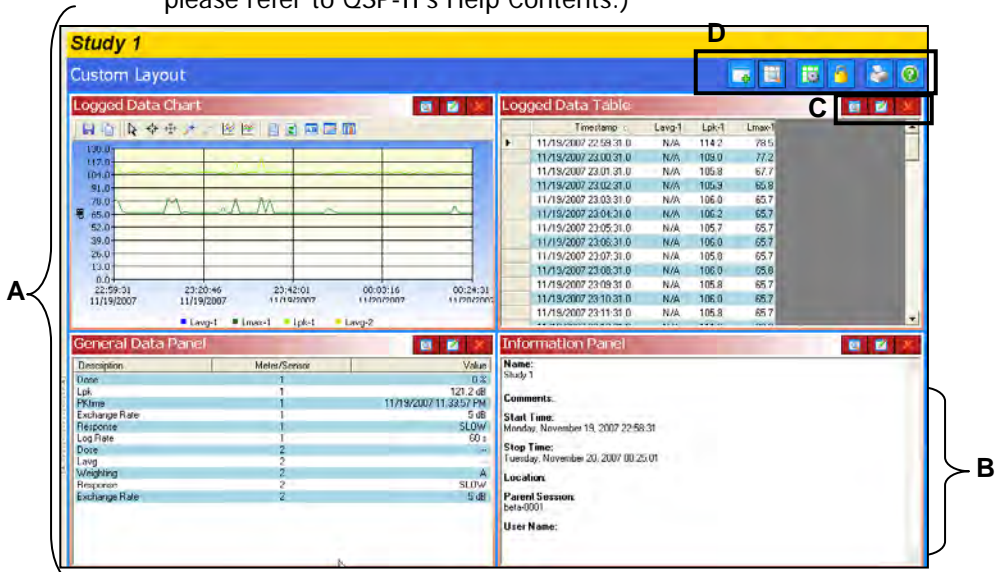 please refer to QSP-II's Help Contents.)
D
Study 1
Custom Layout
C
Logged Data Chart
130.0
117.0
104.0
91.0
78.0
65.0
52.0
39.0
26.0
13.0
0.0
dB
22:59:31 23:20:46 23:42:01 00:03:16 00:24:31
11/19/2007 11/19/2007 11/19/2007 11/20/2007 11/20/2007
Lavg-1 Lmax-1 Lpk-1 Lavg-2
Logged Data Table
Timestamp Lavg-1 Lpk-1 Lmax-1
11/19/2007 22:59:31.0 N/A 114.2 78.5
11/19/2007 23:00:31.0 N/A 109.0 77.2
11/19/2007 23:01:31.0 N/A 105.8 67.7
11/19/2007 23:02:31.0 N/A 105.9 65.8
11/19/2007 23:03:31.0 N/A 106.0 65.7
11/19/2007 23:04:31.0 N/A 106.2 65.7
11/19/2007 23:05:31.0 N/A 105.7 65.7
11/19/2007 23:06:31.0 N/A 106.0 65.7
11/19/2007 23:07:31.0 N/A 105.8 65.7
11/19/2007 23:08:31.0 N/A 106.0 65.8
11/19/2007 23:09:31.0 N/A 105.8 65.7
11/19/2007 23:10:31.0 N/A 106.0 65.7
11/19/2007 23:11:31.0 N/A 105.8 65.7
A
General Data Panel
Description Meter/Sensor Value
Dose 1 0 %
Lpk 1 121.2 dB
PKtime 1 11/19/2007 11:33:57 PM
Exchange Rate 1 5 dB
Response 1 SLOW
Log Rate 1 60 s
Dose 2 --
Lavg 2
Weighting 2 A
Response 2 SLOW
Exchange Rate 2 5 dB
Information Panel
Name:
Study 1
Comments:
Start Time:
Monday, November 19, 2007 22:58:31
Stop Time:
Tuesday, November 20, 2007 00:25:01
Location:
Parent Session:
beta-0001
User Name:
B